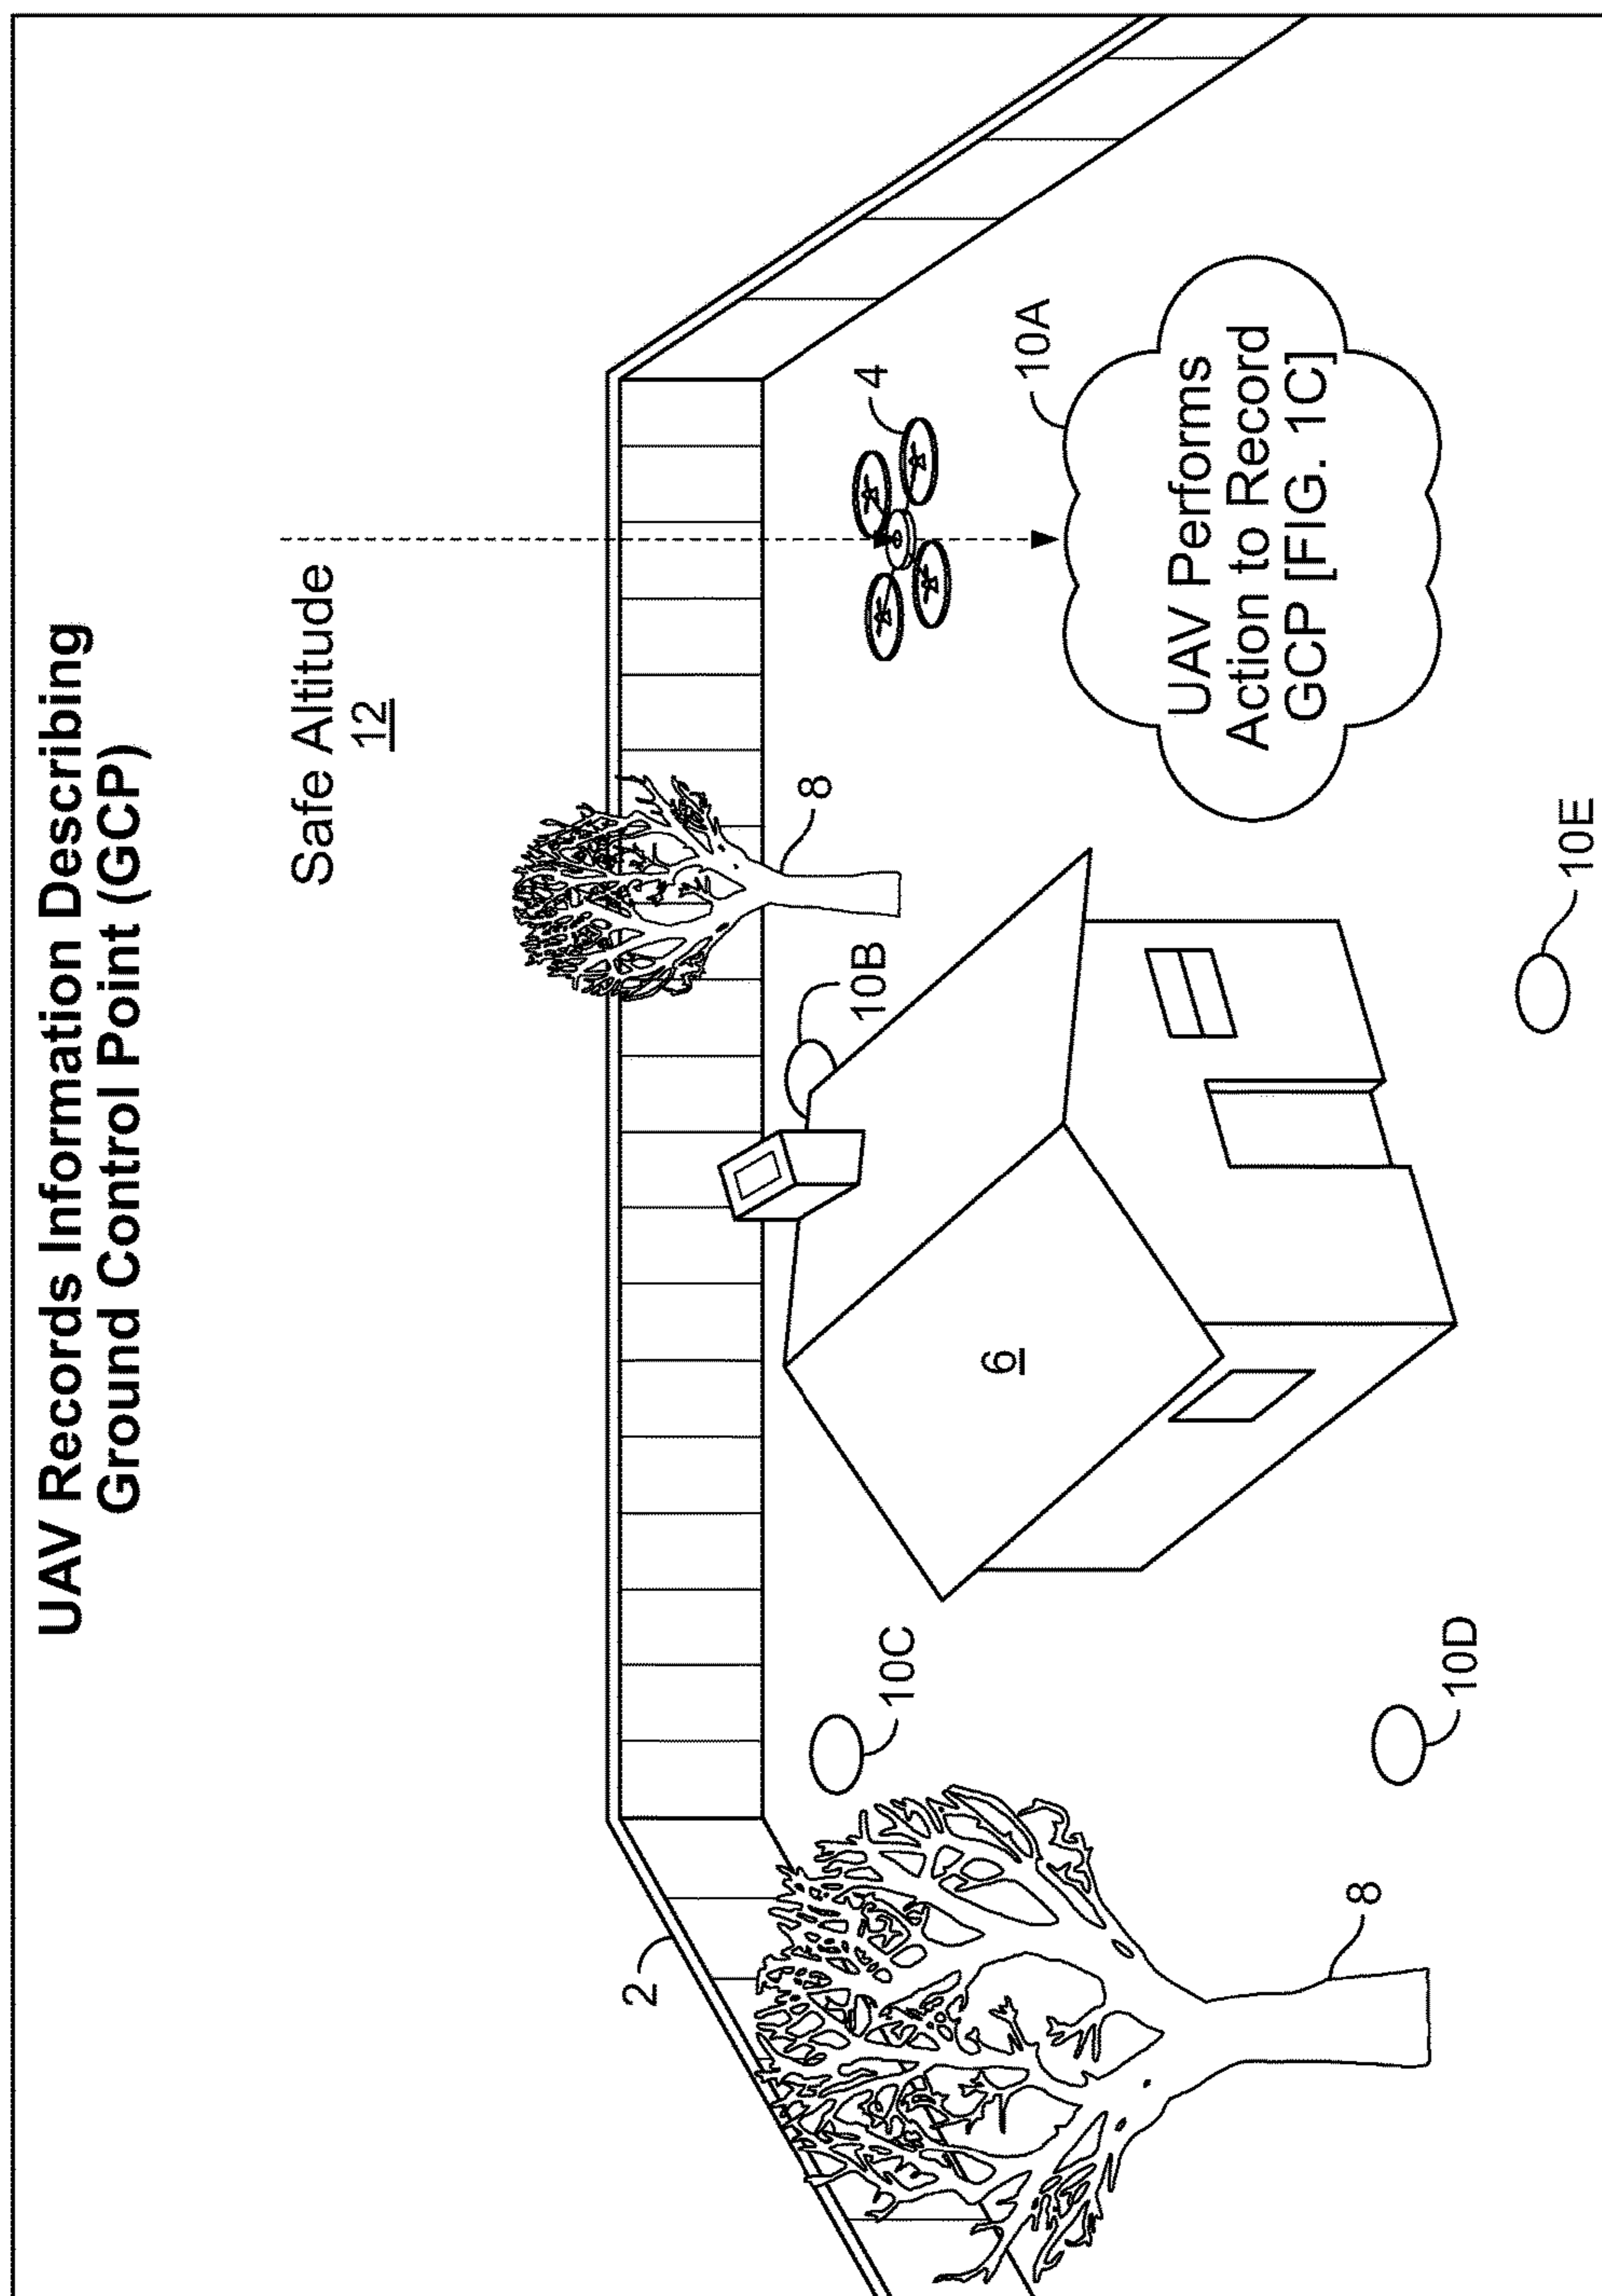 UAV Records Information Describing
Ground Control Point (GCP)
Safe Altitude
12
2
8
4
10B
10A
10C
6
UAV Performs
Action to Record
GCP [FIG. 1C]
8
10D
10E